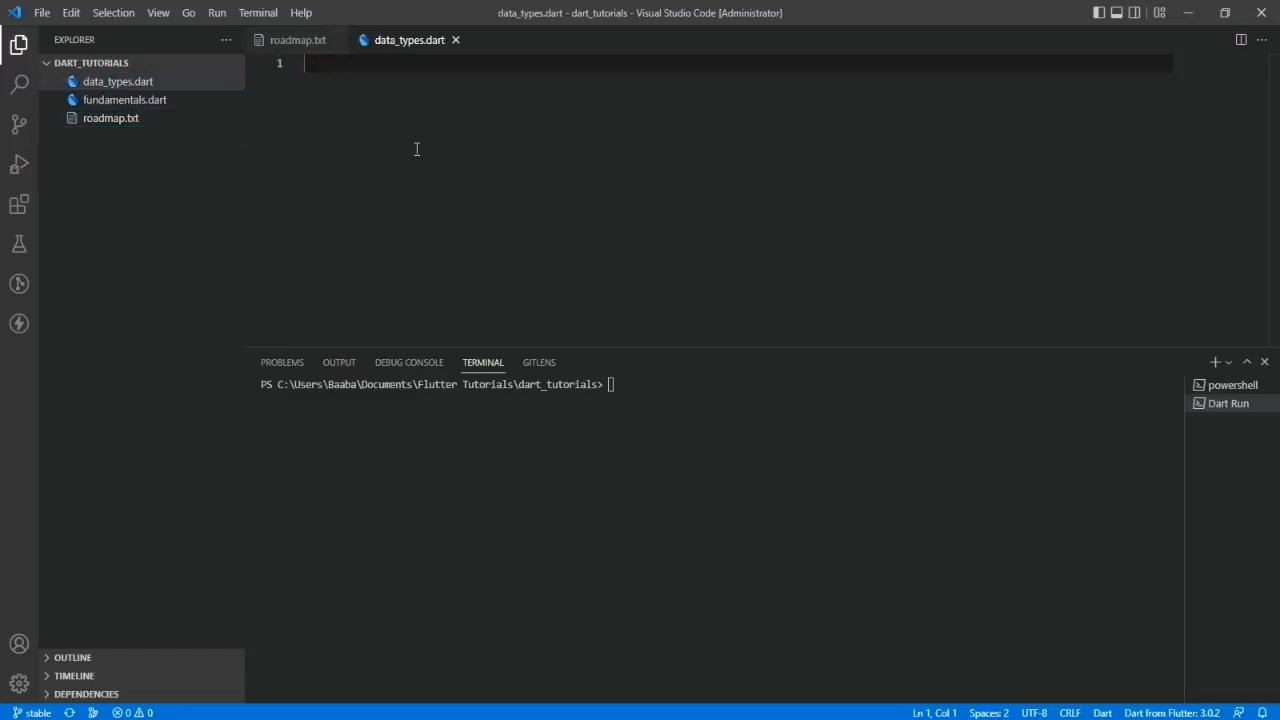 File Edit Selection View Go Run Terminal Help
data_types.dart - dart_tutorials - Visual Studio Code [Administrator]
EXPLORER
roadmap.txt
data_types.dart
DART_TUTORIALS
data_types.dart
fundamentals.dart
roadmap.txt
1
PROBLEMS OUTPUT DEBUG CONSOLE TERMINAL GITLENS
PS C:\Users\Baaba\Documents\Flutter Tutorials\dart_tutorials>
powershell
Dart Run
OUTLINE
TIMELINE
DEPENDENCIES
stable 0 0 Ln 1, Col 1 Spaces: 2 UTF-8 CRLF Dart Dart from Flutter: 3.0.2